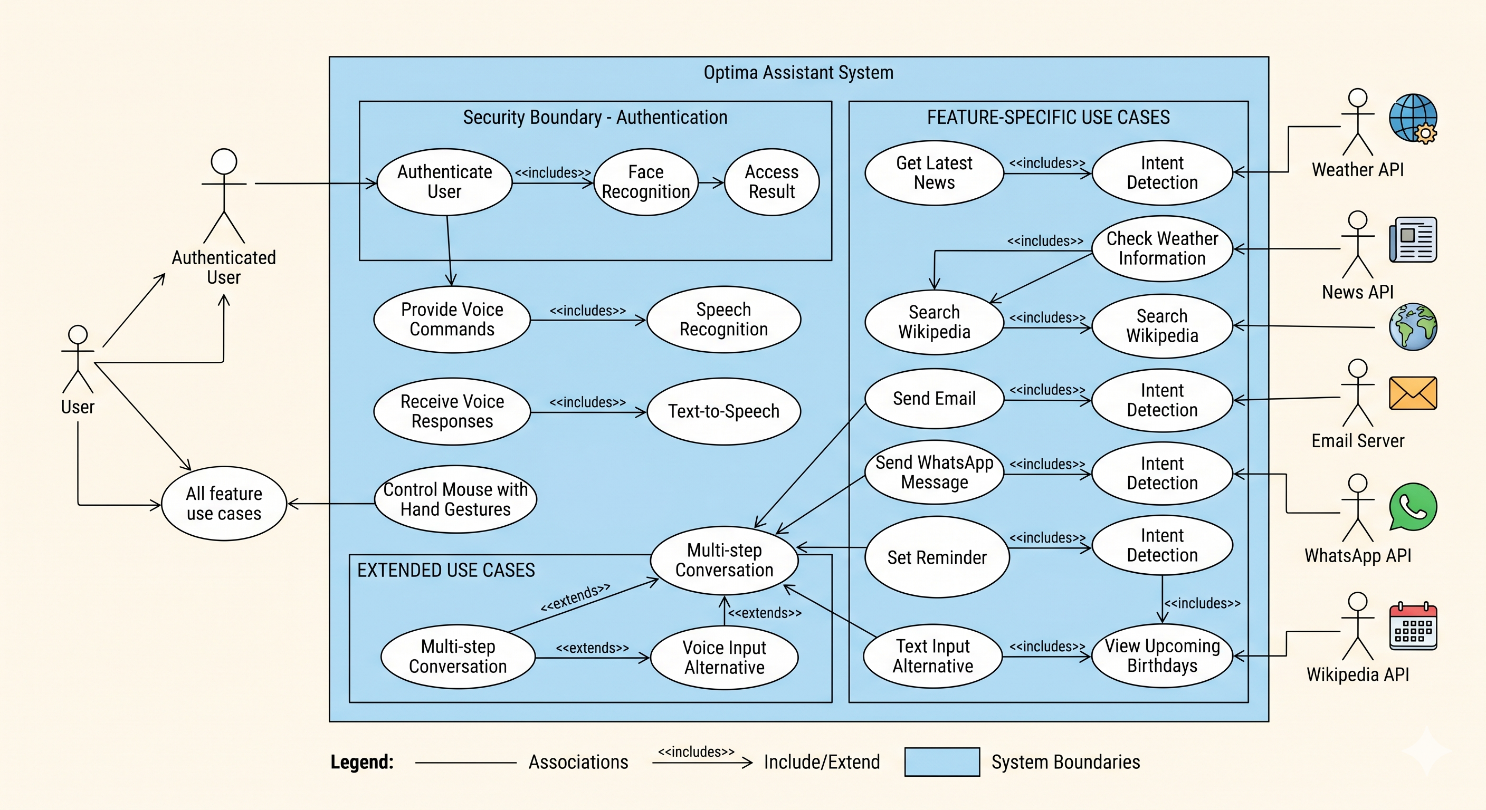 Optima Assistant System
Security Boundary - Authentication
Authenticate
User
<<includes>>
Face
Recognition
Access
Result
Provide Voice
Commands
<<includes>>
Speech
Recognition
Receive Voice
Responses
<<includes>>
Text-to-Speech
Control Mouse with
Hand Gestures
EXTENDED USE CASES
Multi-step
Conversation
<<extends>>
<<extends>>
Multi-step
Conversation
<<extends>>
Voice Input
Alternative
FEATURE-SPECIFIC USE CASES
Get Latest
News
<<includes>>
Intent
Detection
<<includes>>
Check Weather
Information
Search
Wikipedia
<<includes>>
Search
Wikipedia
Send Email
<<includes>>
Intent
Detection
Send WhatsApp
Message
<<includes>>
Intent
Detection
Set Reminder
<<includes>>
Intent
Detection
<<includes>>
Text Input
Alternative
<<includes>>
View Upcoming
Birthdays
Authenticated
User
User
All feature
use cases
Weather API
News API
Email Server
WhatsApp API
Wikipedia API
Legend:
Associations
<<includes>>
Include/Extend
System Boundaries